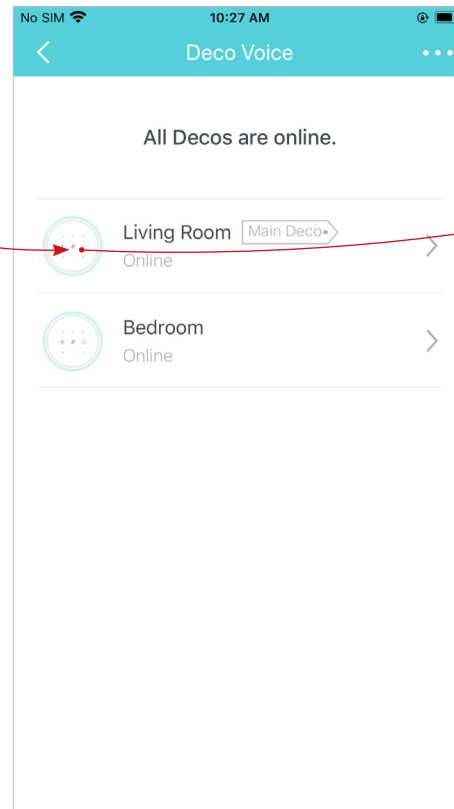 No SIM 10:27 AM
Deco Voice
All Decos are online.
Living Room Main Deco
Online
Bedroom
Online